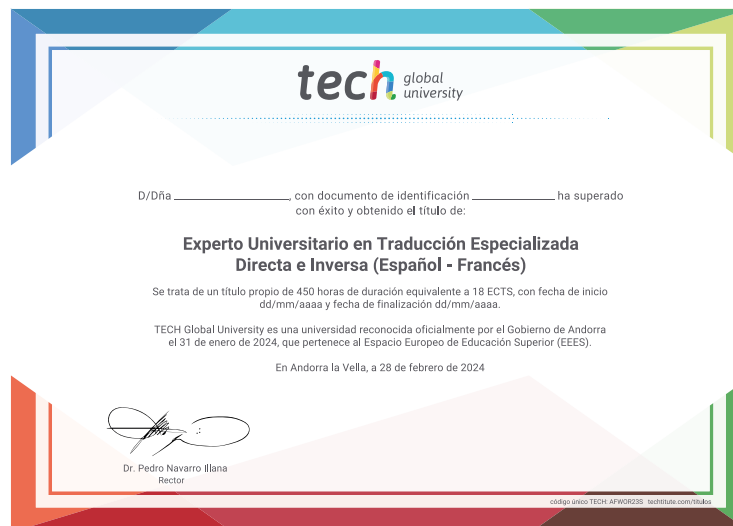 tech global university
D/Dña ____________, con documento de identificación ____________ ha superado
con éxito y obtenido el título de:
Experto Universitario en Traducción Especializada
Directa e Inversa (Español - Francés)
Se trata de un título propio de 450 horas de duración equivalente a 18 ECTS, con fecha de inicio
dd/mm/aaaa y fecha de finalización dd/mm/aaaa.
TECH Global University es una universidad reconocida oficialmente por el Gobierno de Andorra
el 31 de enero de 2024, que pertenece al Espacio Europeo de Educación Superior (EEES).
En Andorra la Vella, a 28 de febrero de 2024
Dr. Pedro Navarro Illana
Rector
código único TECH: AFWOR23S techtitute.com/titulos